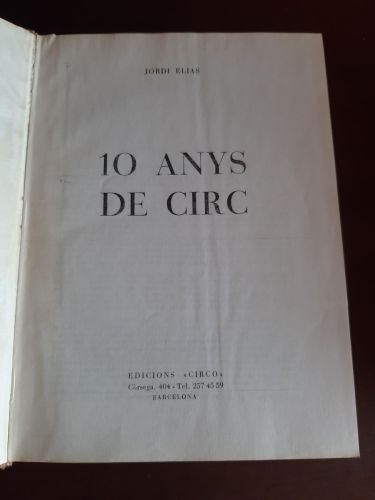 JORDI ELIAS
10 ANYS
DE CIRC
EDICIONS «CIRCO»
Còrsega, 404 - Tel. 257 45 59
BARCELONA